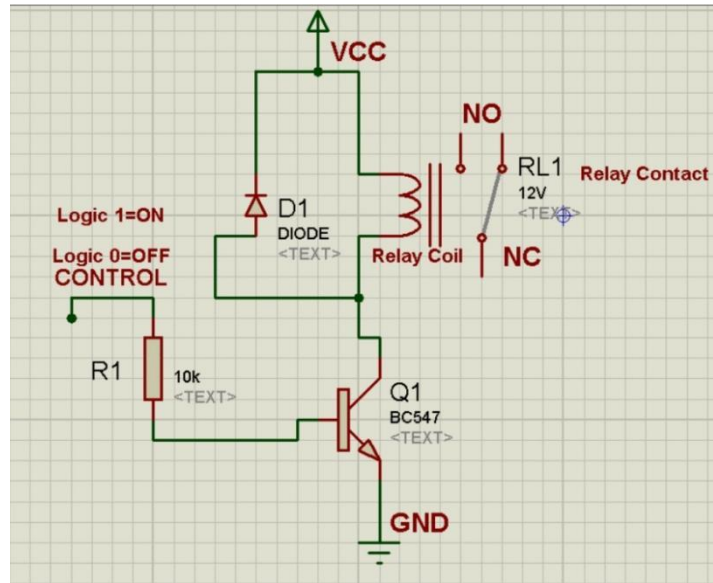 VCC
NO
RL1
Relay Contact
12V
<TEXT>
D1
DIODE
<TEXT>
Logic 1=ON
Logic 0=OFF
CONTROL
Relay Coil
NC
R1
10k
<TEXT>
Q1
BC547
<TEXT>
GND